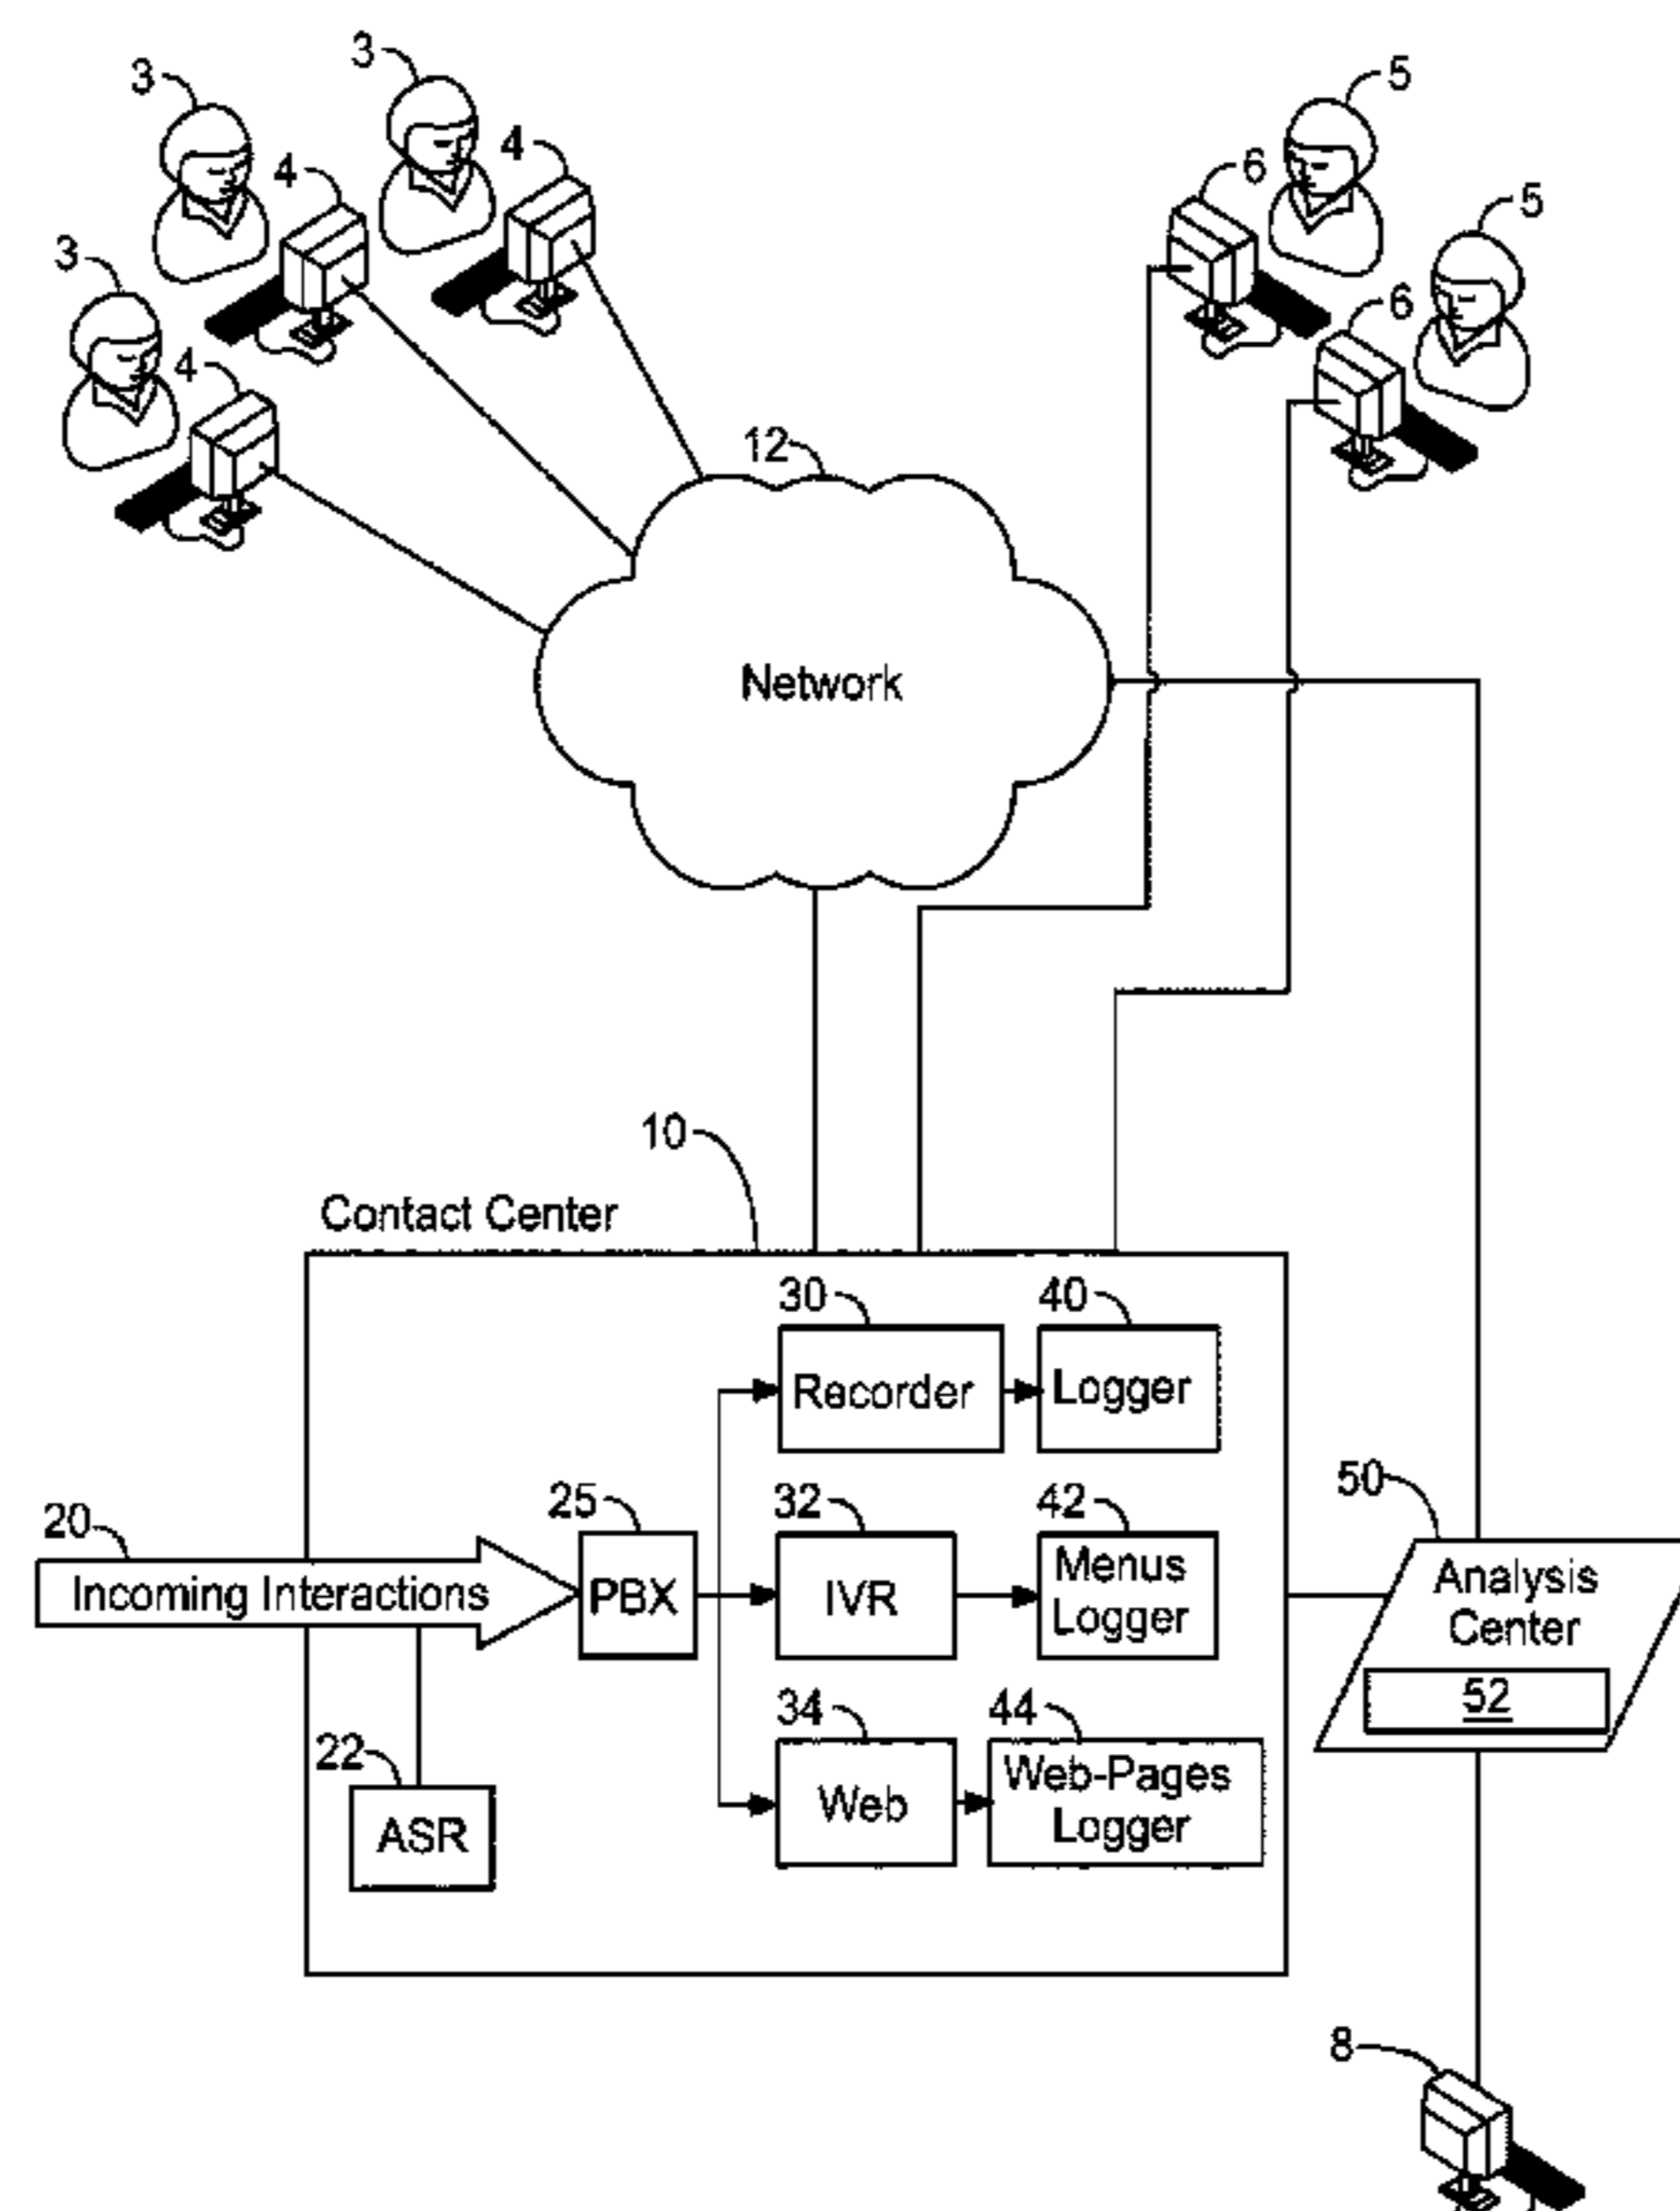 3
3
5
4
4
6
5
3
6
4
12
Network
10
Contact Center
30
40
Recorder
Logger
50
20
25
32
42
Incoming Interactions
PBX
IVR
Menus
Logger
Analysis
Center
52
22
34
44
ASR
Web
Web-Pages
Logger
8